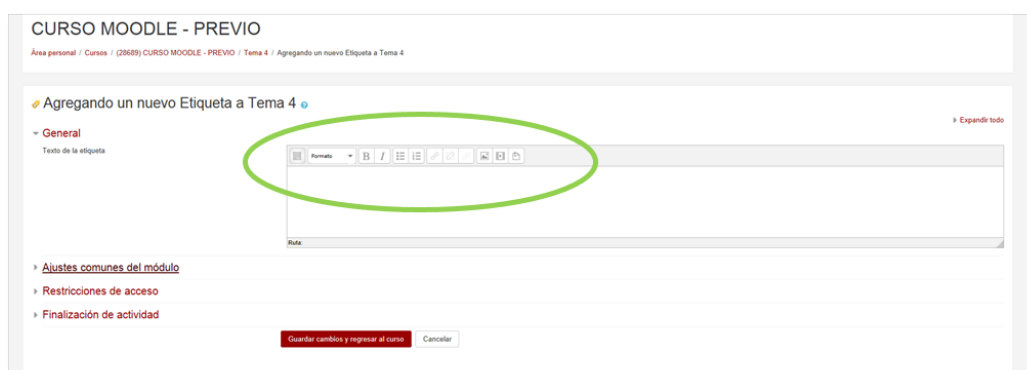 CURSO MOODLE - PREVIO
Área personal / Cursos / (28689) CURSO MOODLE - PREVIO / Tema 4 / Agregando un nuevo Etiqueta a Tema 4
Agregando un nuevo Etiqueta a Tema 4
Expandir todo
General
Texto de la etiqueta
Formato B I
Ruta:
Ajustes comunes del módulo
Restricciones de acceso
Finalización de actividad
Guardar cambios y regresar al curso Cancelar